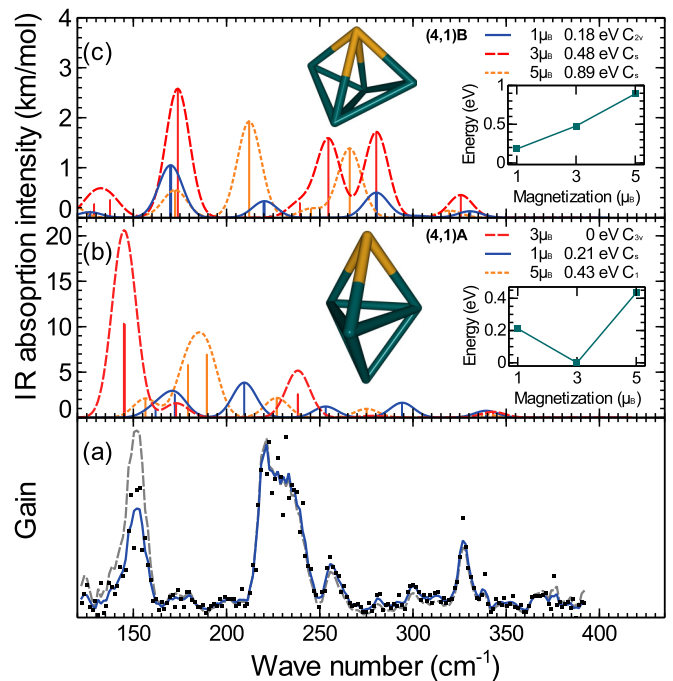 IR absoprtion intensity (km/mol)
Gain
(c)
(4,1)B
1μB 0.18 eV C2v
3μB 0.48 eV Cs
5μB 0.89 eV Cs
4
3
2
1
0
Energy (eV)
1
0.5
0
1 3 5
Magnetization (μB)
(b)
(4,1)A
3μB 0 eV C3v
1μB 0.21 eV Cs
5μB 0.43 eV C1
20
15
10
5
0
Energy (eV)
0.4
0.2
0
1 3 5
Magnetization (μB)
(a)
150 200 250 300 350 400
Wave number (cm-1)